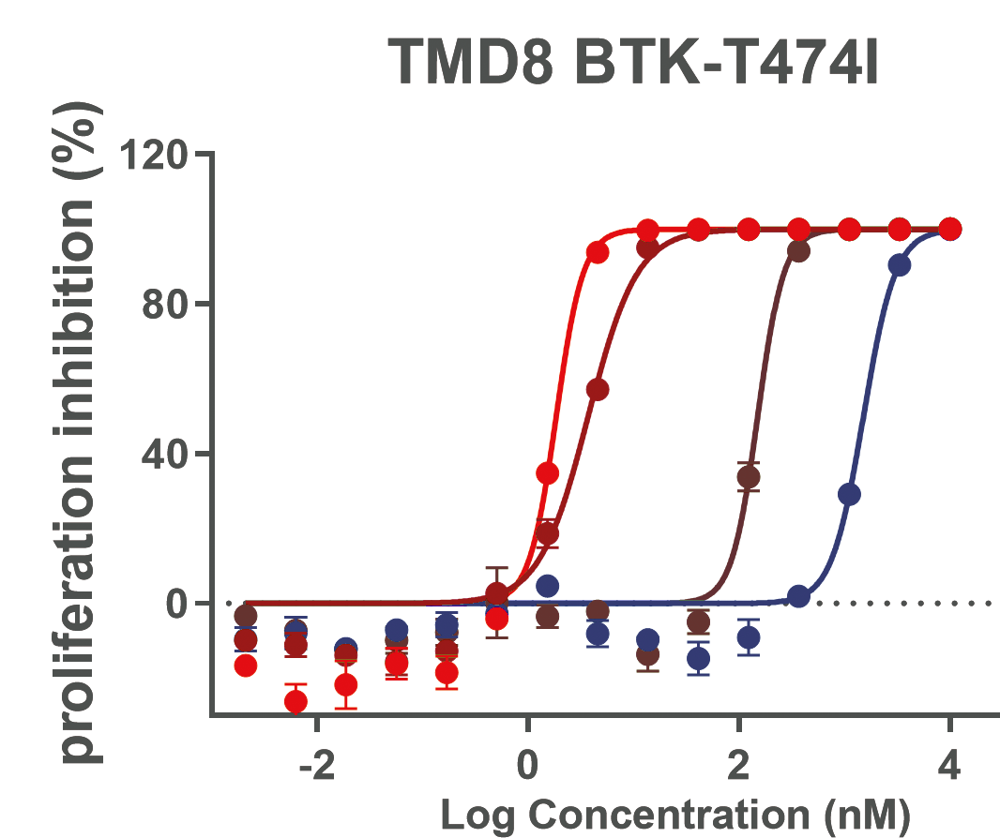 TMD8 BTK-T474I
proliferation inhibition (%)
120
80
40
0
-2 0 2 4
Log Concentration (nM)